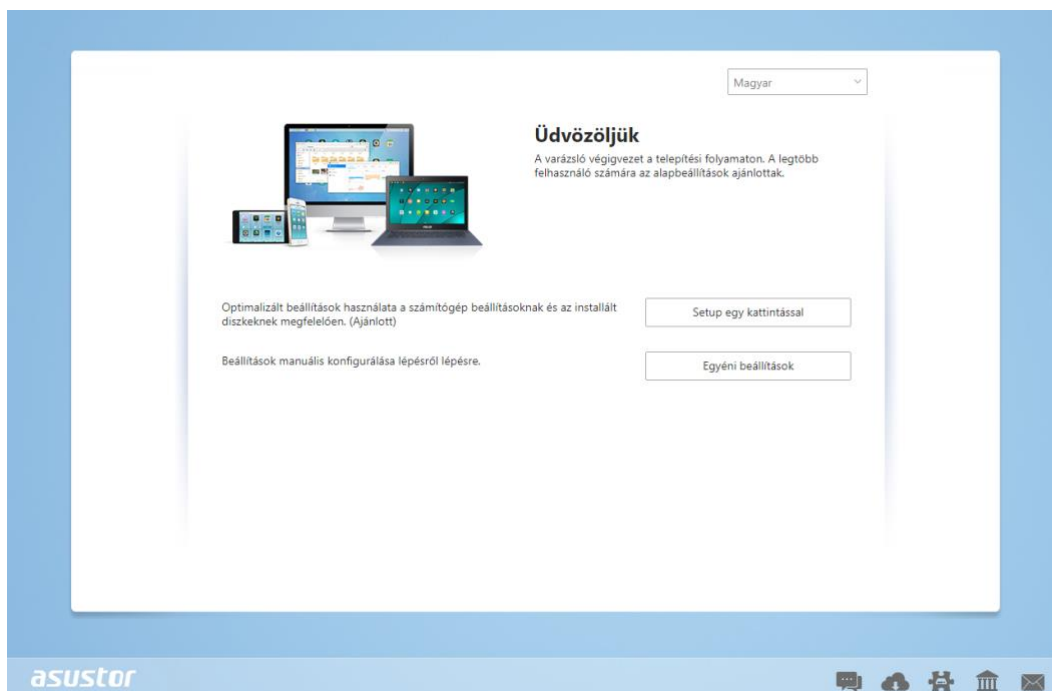 Magyar
Üdvözöljük
A varázsló végigvezet a telepítési folyamaton. A legtöbb
felhasználó számára az alapbeállítások ajánlottak.
Optimalizált beállítások használata a számítógép beállításoknak és az installált
diszkeknek megfelelően. (Ajánlott)
Setup egy kattintással
Beállítások manuális konfigurálása lépésről lépésre.
Egyéni beállítások
asustor